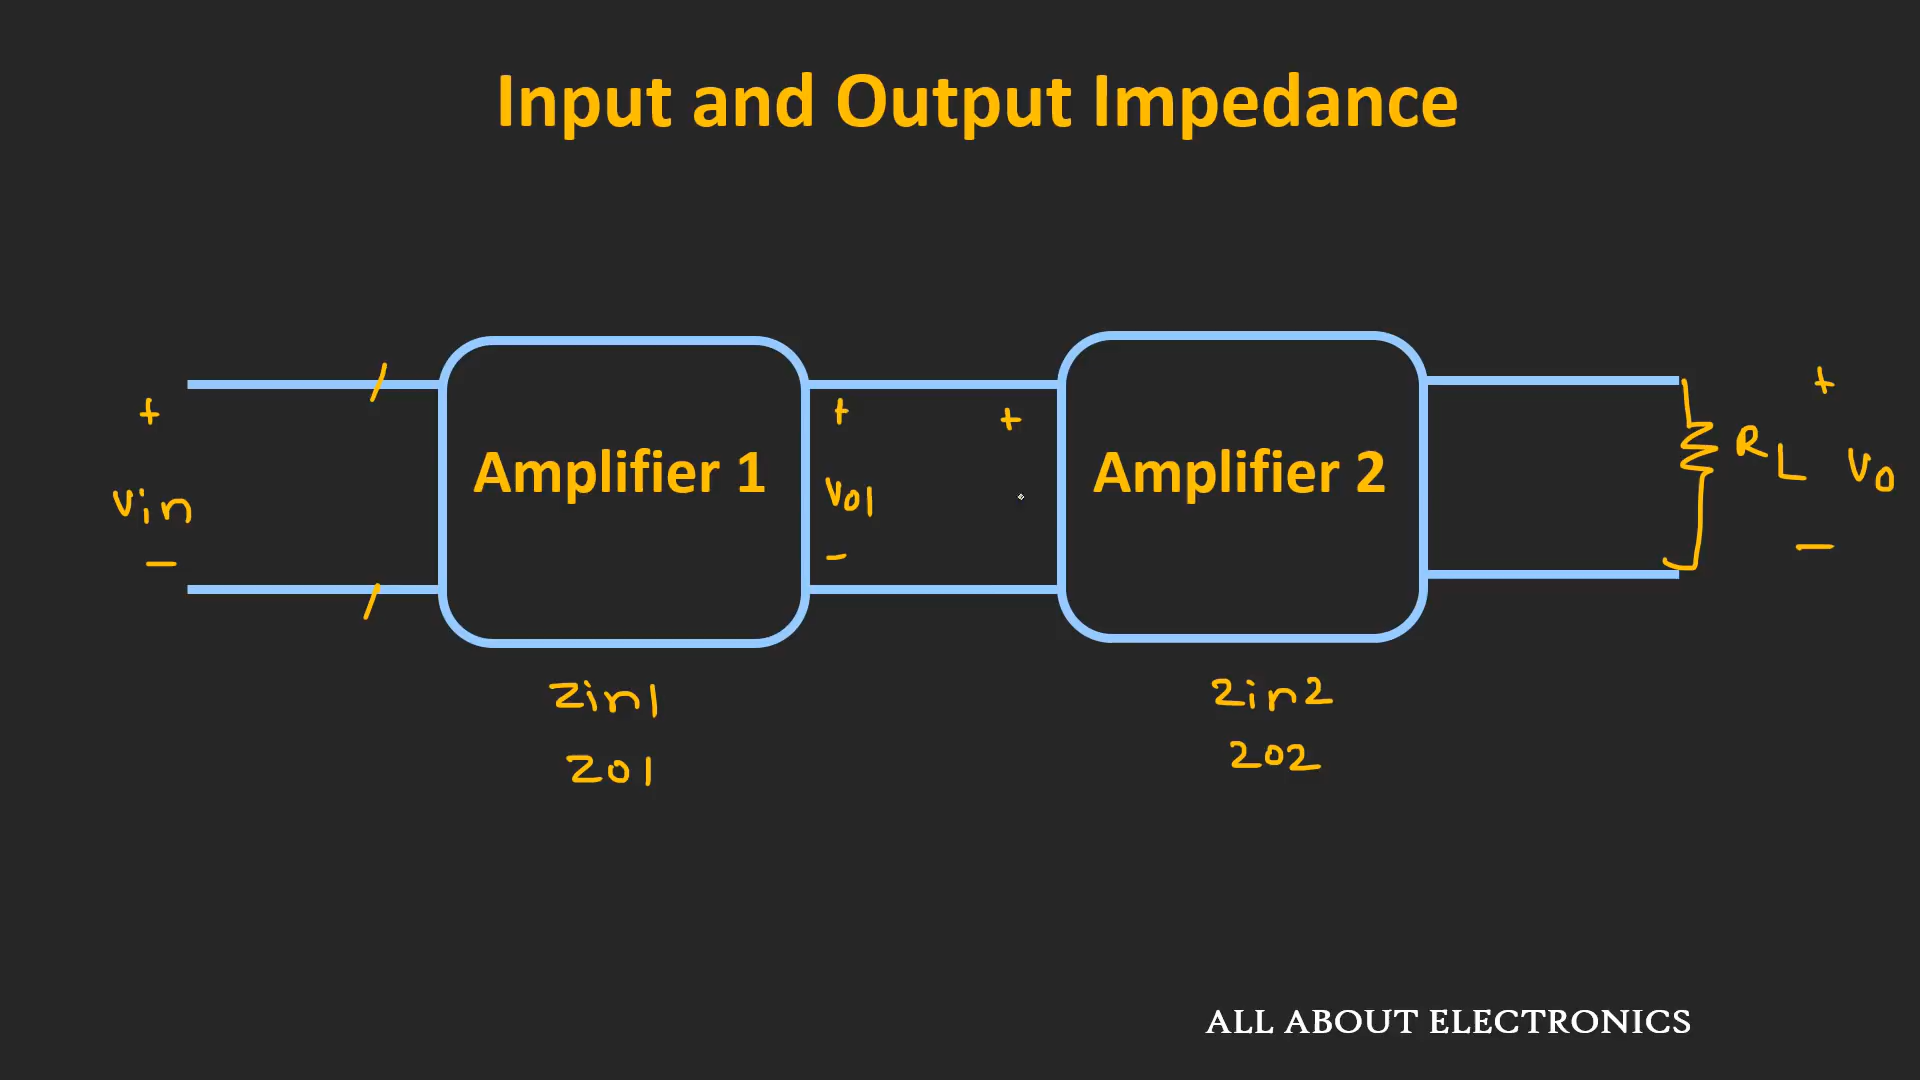 Input and Output Impedance
+
vin
−
Amplifier 1
+
vo1
-
+
Amplifier 2
RL
+
vo
−
Zin1
Zo1
Zin2
Zo2
ALL ABOUT ELECTRONICS